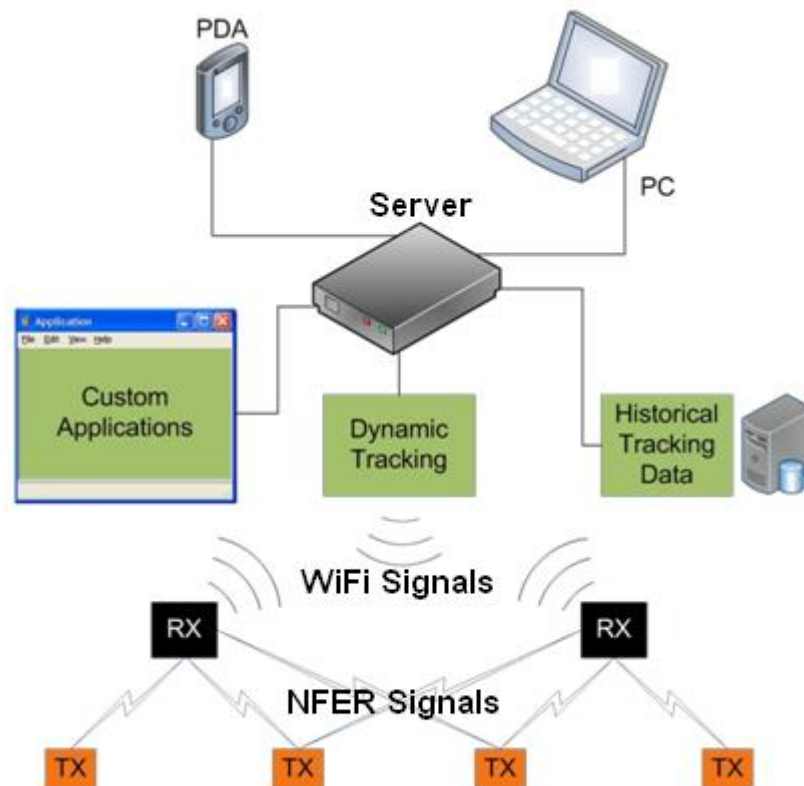 PDA
PC
Server
Application
File Edit View Help
Custom
Applications
Dynamic
Tracking
Historical
Tracking
Data
WiFi Signals
RX
RX
NFER Signals
TX
TX
TX
TX